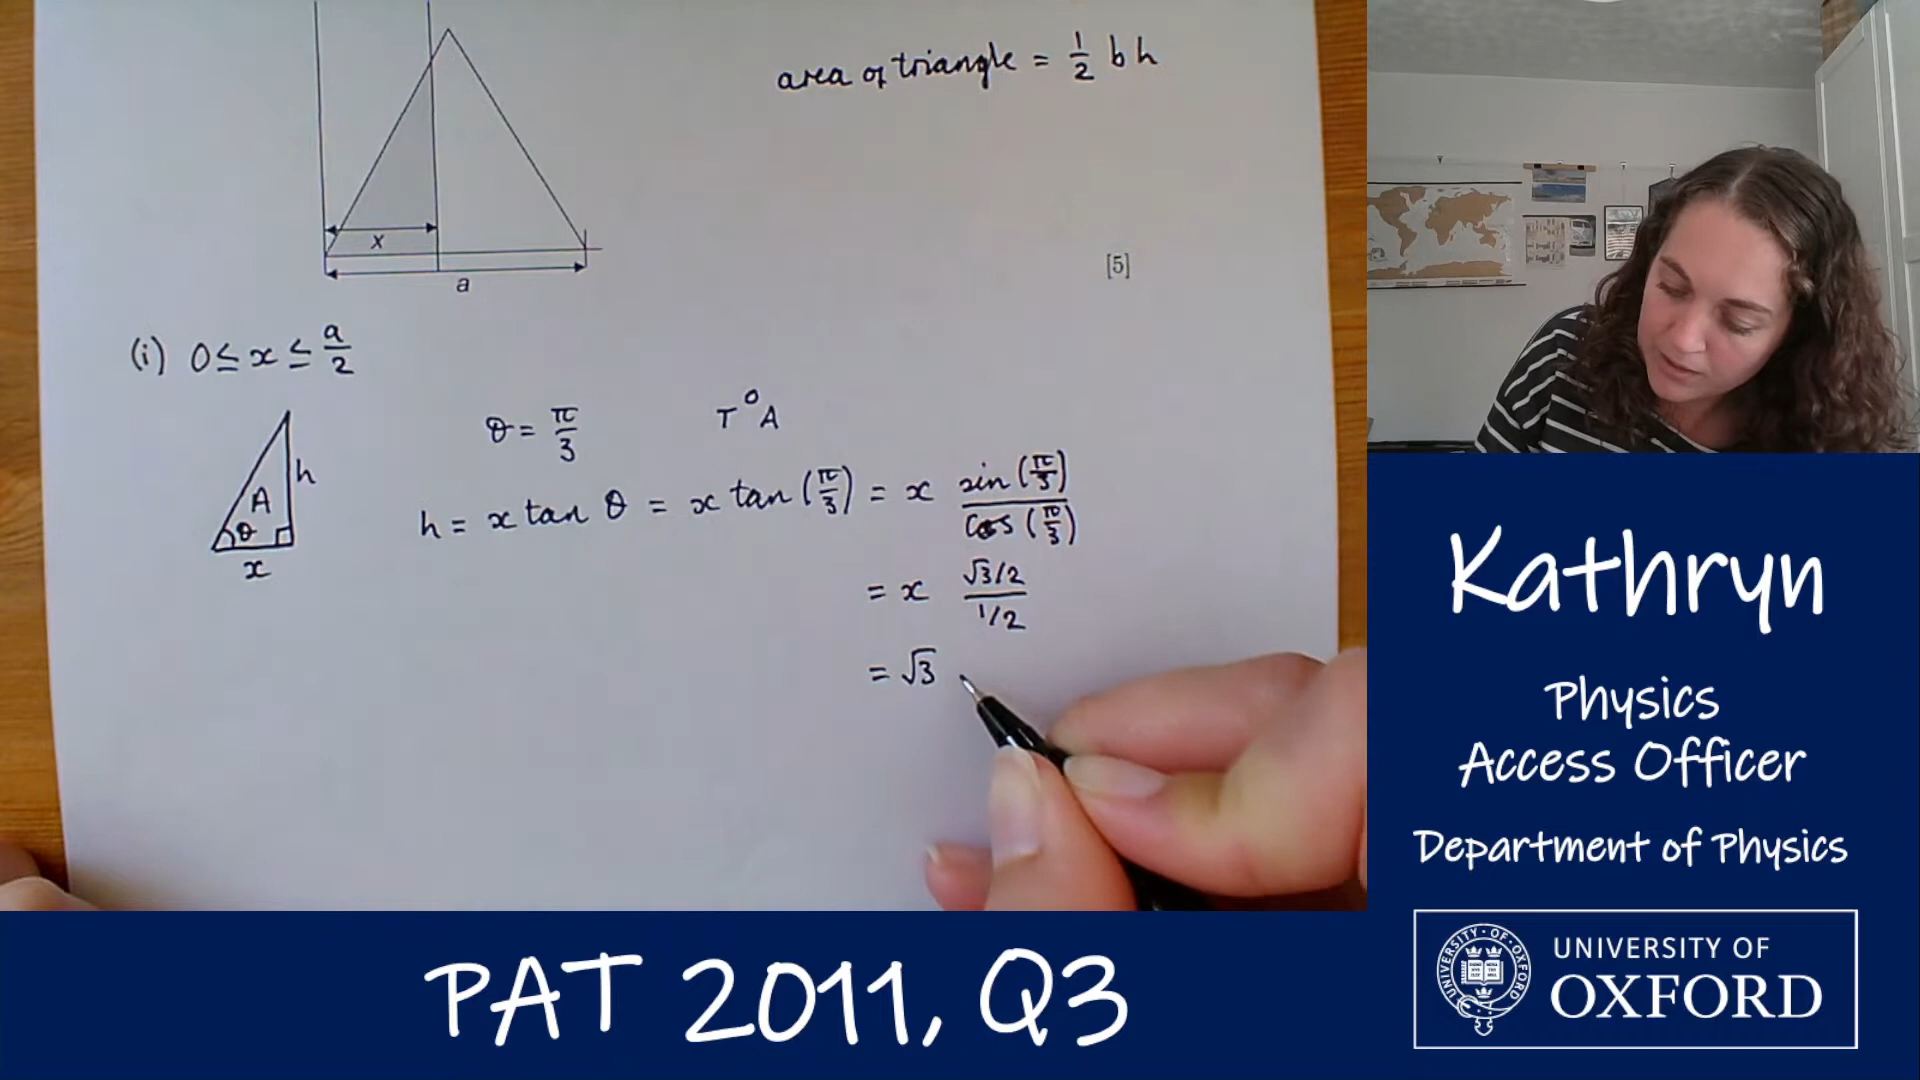 area of triangle = 1/2 b h
x
a
[5]
(i) 0 ≤ x ≤ a/2
θ = π/3
T O A
h
A
θ
x
h = x tan θ = x tan (π/3) = x sin (π/3) / cos (π/3)
= x √3/2 / 1/2
= √3
Kathryn
Physics
Access Officer
Department of Physics
PAT 2011, Q3
UNIVERSITY OF
OXFORD